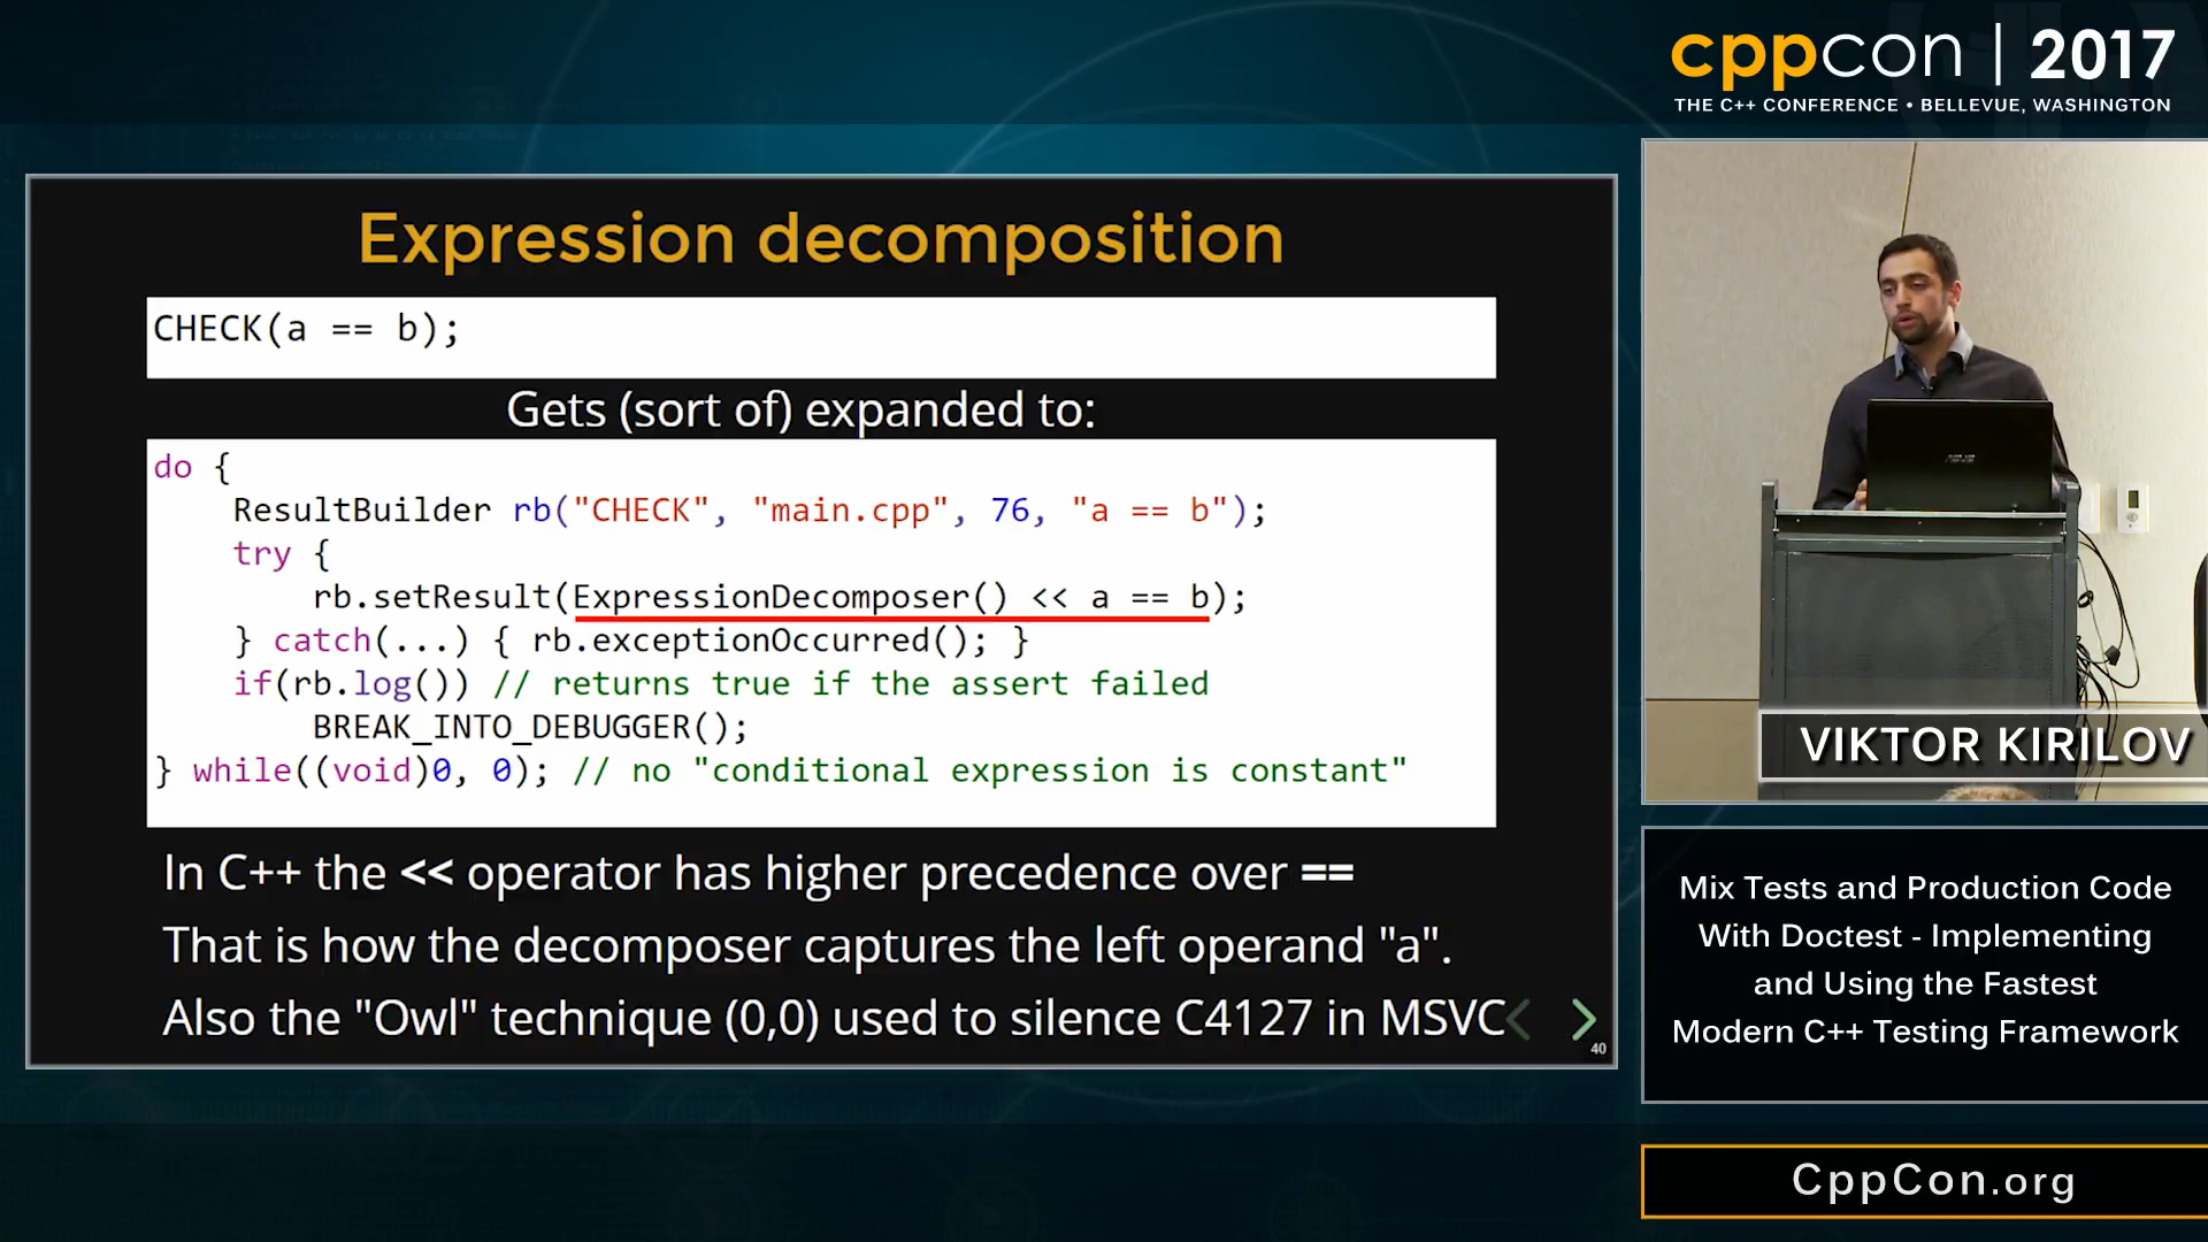 cppcon | 2017
THE C++ CONFERENCE • BELLEVUE, WASHINGTON
Expression decomposition
CHECK(a == b);
Gets (sort of) expanded to:
do {
    ResultBuilder rb("CHECK", "main.cpp", 76, "a == b");
    try {
        rb.setResult(ExpressionDecomposer() << a == b);
    } catch(...) { rb.exceptionOccurred(); }
    if(rb.log()) // returns true if the assert failed
        BREAK_INTO_DEBUGGER();
} while((void)0, 0); // no "conditional expression is constant"
In C++ the << operator has higher precedence over ==
That is how the decomposer captures the left operand "a".
Also the "Owl" technique (0,0) used to silence C4127 in MSVC
40
ASUS
VIKTOR KIRILOV
Mix Tests and Production Code
With Doctest - Implementing
and Using the Fastest
Modern C++ Testing Framework
CppCon.org